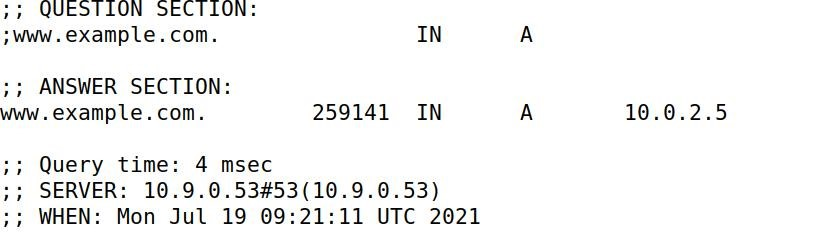 ;; QUESTION SECTION:
;www.example.com. IN A
;; ANSWER SECTION:
www.example.com. 259141 IN A 10.0.2.5
;; Query time: 4 msec
;; SERVER: 10.9.0.53#53(10.9.0.53)
;; WHEN: Mon Jul 19 09:21:11 UTC 2021